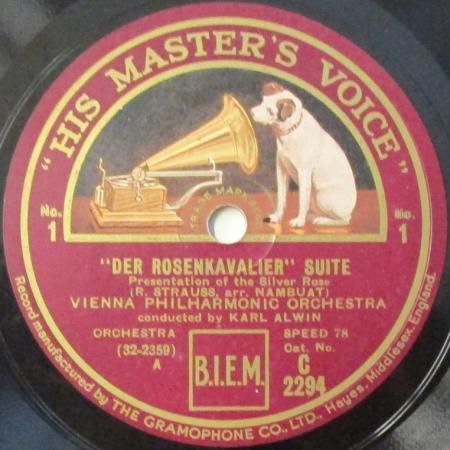 "HIS MASTER'S VOICE"
TRADE MARK
No. 1
No. 1
"DER ROSENKAVALIER" SUITE
Presentation of the Silver Rose
(R. STRAUSS, arr. NAMBUAT)
VIENNA PHILHARMONIC ORCHESTRA
conducted by KARL ALWIN
ORCHESTRA SPEED 78
(32-2359) Cat. No.
A C
B.I.E.M. 2294
Record manufactured by THE GRAMOPHONE CO., LTD., Hayes, Middlesex, England.